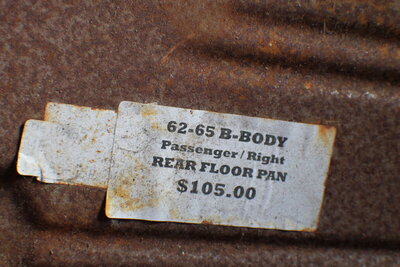 62-65 B-BODY
Passenger/Right
REAR FLOOR PAN
$105.00